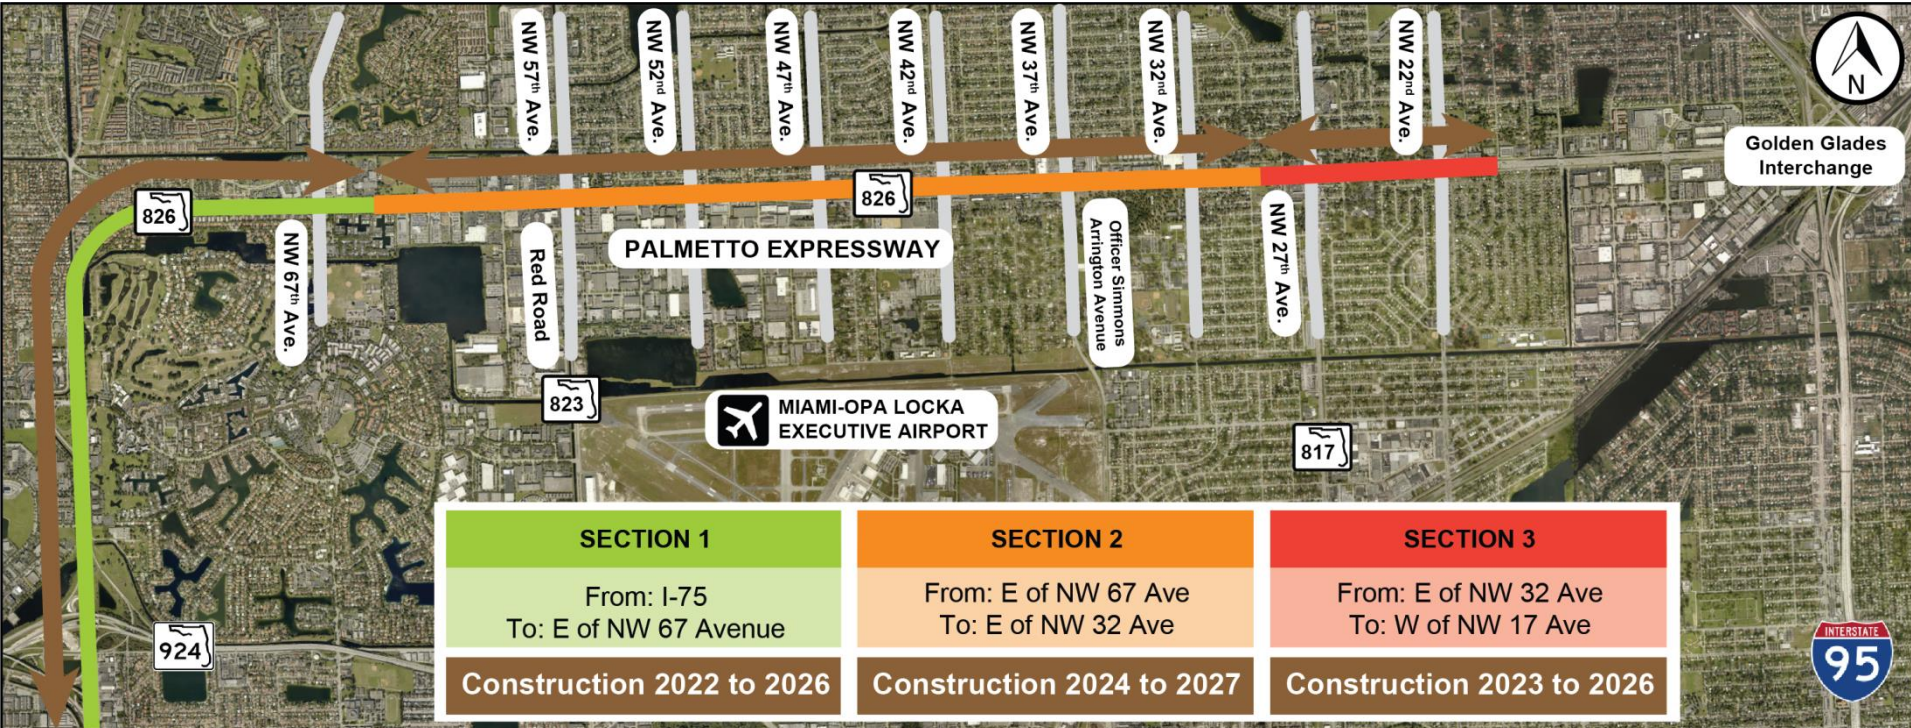 NW 57th Ave.
NW 52nd Ave.
NW 47th Ave.
NW 42nd Ave.
NW 37th Ave.
NW 32nd Ave.
NW 22nd Ave.
N
Golden Glades
Interchange
826
826
NW 67th Ave.
Red Road
PALMETTO EXPRESSWAY
Officer Simmons
Arrington Avenue
NW 27th Ave.
823
MIAMI-OPA LOCKA
EXECUTIVE AIRPORT
817
924
SECTION 1
From: I-75
To: E of NW 67 Avenue
Construction 2022 to 2026
SECTION 2
From: E of NW 67 Ave
To: E of NW 32 Ave
Construction 2024 to 2027
SECTION 3
From: E of NW 32 Ave
To: W of NW 17 Ave
Construction 2023 to 2026
INTERSTATE
95